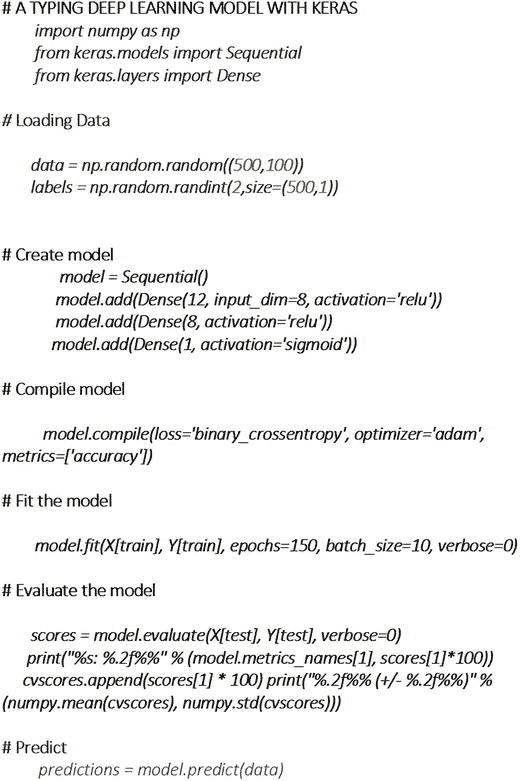 # A TYPING DEEP LEARNING MODEL WITH KERAS
import numpy as np
from keras.models import Sequential
from keras.layers import Dense
# Loading Data
data = np.random.random((500,100))
labels = np.random.randint(2,size=(500,1))
# Create model
model = Sequential()
model.add(Dense(12, input_dim=8, activation='relu'))
model.add(Dense(8, activation='relu'))
model.add(Dense(1, activation='sigmoid'))
# Compile model
model.compile(loss='binary_crossentropy', optimizer='adam',
metrics=['accuracy'])
# Fit the model
model.fit(X[train], Y[train], epochs=150, batch_size=10, verbose=0)
# Evaluate the model
scores = model.evaluate(X[test], Y[test], verbose=0)
print("%s: %.2f%%" % (model.metrics_names[1], scores[1]*100))
cvscores.append(scores[1] * 100) print("%.2f%% (+/- %.2f%%)" %
(numpy.mean(cvscores), numpy.std(cvscores)))
# Predict
predictions = model.predict(data)